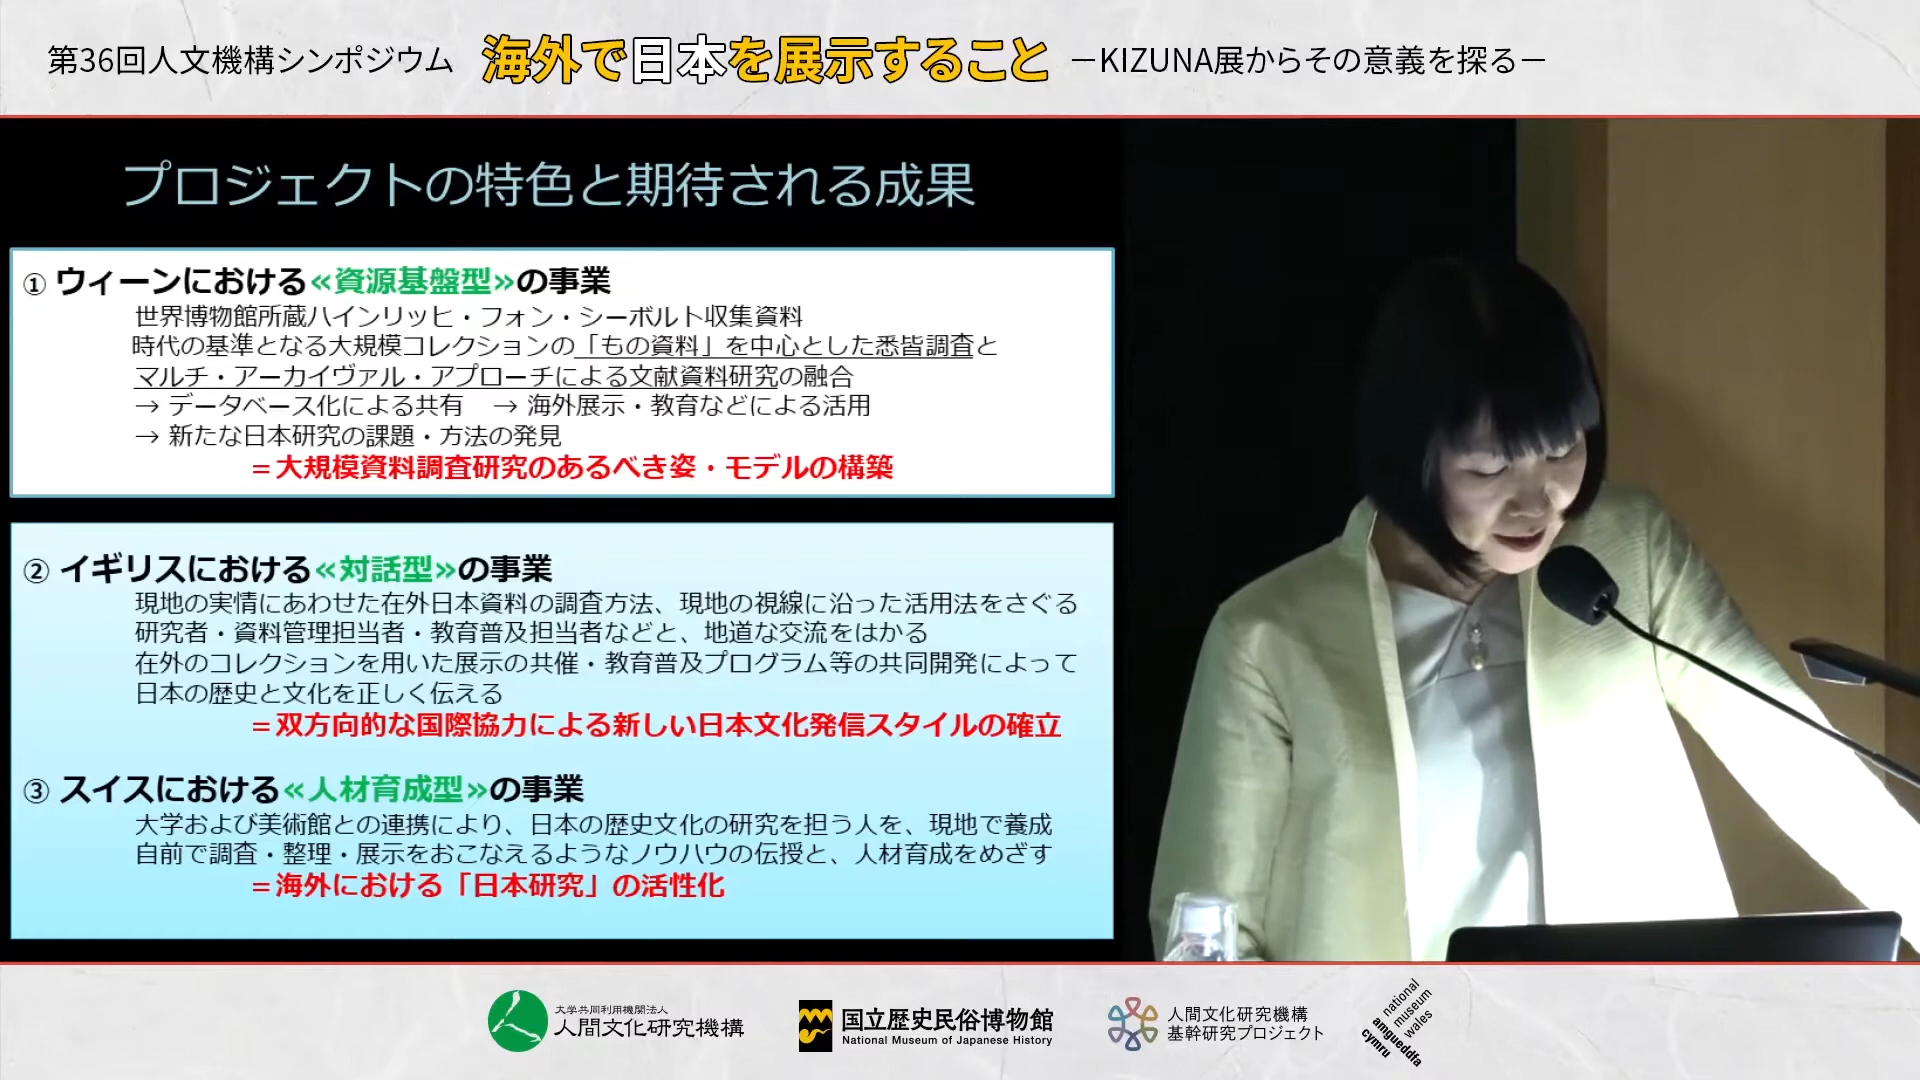 第36回人文機構シンポジウム 海外で日本を展示すること －KIZUNA展からその意義を探る－
プロジェクトの特色と期待される成果
① ウィーンにおける≪資源基盤型≫の事業
世界博物館所蔵ハインリッヒ・フォン・シーボルト収集資料
時代の基準となる大規模コレクションの「もの資料」を中心とした悉皆調査と
マルチ・アーカイヴァル・アプローチによる文献資料研究の融合
→ データベース化による共有 → 海外展示・教育などによる活用
→ 新たな日本研究の課題・方法の発見
＝大規模資料調査研究のあるべき姿・モデルの構築
② イギリスにおける≪対話型≫の事業
現地の実情にあわせた在外日本資料の調査方法、現地の視線に沿った活用法をさぐる
研究者・資料管理担当者・教育普及担当者などと、地道な交流をはかる
在外のコレクションを用いた展示の共催・教育普及プログラム等の共同開発によって
日本の歴史と文化を正しく伝える
＝双方向的な国際協力による新しい日本文化発信スタイルの確立
③ スイスにおける≪人材育成型≫の事業
大学および美術館との連携により、日本の歴史文化の研究を担う人を、現地で養成
自前で調査・整理・展示をおこなえるようなノウハウの伝授と、人材育成をめざす
＝海外における「日本研究」の活性化
大学共同利用機関法人
人間文化研究機構
国立歴史民俗博物館
National Museum of Japanese History
人間文化研究機構
基幹研究プロジェクト
national
museum
wales
amgueddfa
cymru